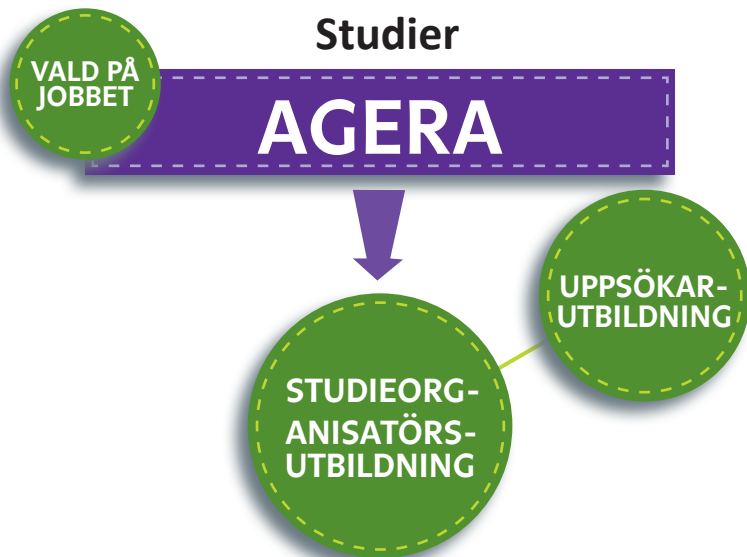 Studier
VALD PÅ
JOBBET
AGERA
UPPSÖKAR-
UTBILDNING
STUDIEORG-
ANISATÖRS-
UTBILDNING